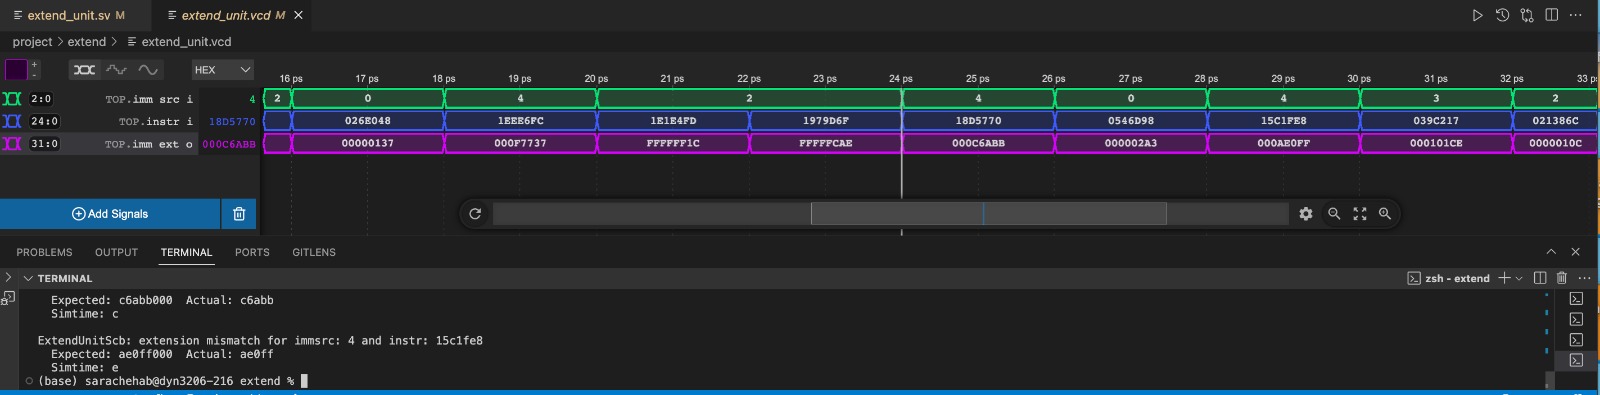 extend_unit.sv M extend_unit.vcd M
project > extend > extend_unit.vcd
+
-
HEX 16 ps 17 ps 18 ps 19 ps 20 ps 21 ps 22 ps 23 ps 24 ps 25 ps 26 ps 27 ps 28 ps 29 ps 30 ps 31 ps 32 ps 33 ps
2:0 TOP.imm src i 4 2 0 4 2 4 0 4 3 2
24:0 TOP.instr i 18D5770 026E048 1EEE6FC 1E1E4FD 1979D6F 18D5770 0546D98 15C1FE8 039C217 021386C
31:0 TOP.imm ext o 000C6ABB 00000137 000F7737 FFFFFF1C FFFFFCAE 000C6ABB 000002A3 000AE0FF 000101CE 0000010C
Add Signals
PROBLEMS OUTPUT TERMINAL PORTS GITLENS
TERMINAL zsh - extend
Expected: c6abb000 Actual: c6abb
Simtime: c
ExtendUnitScb: extension mismatch for immsrc: 4 and instr: 15c1fe8
Expected: ae0ff000 Actual: ae0ff
Simtime: e
(base) sarachehab@dyn3206-216 extend %